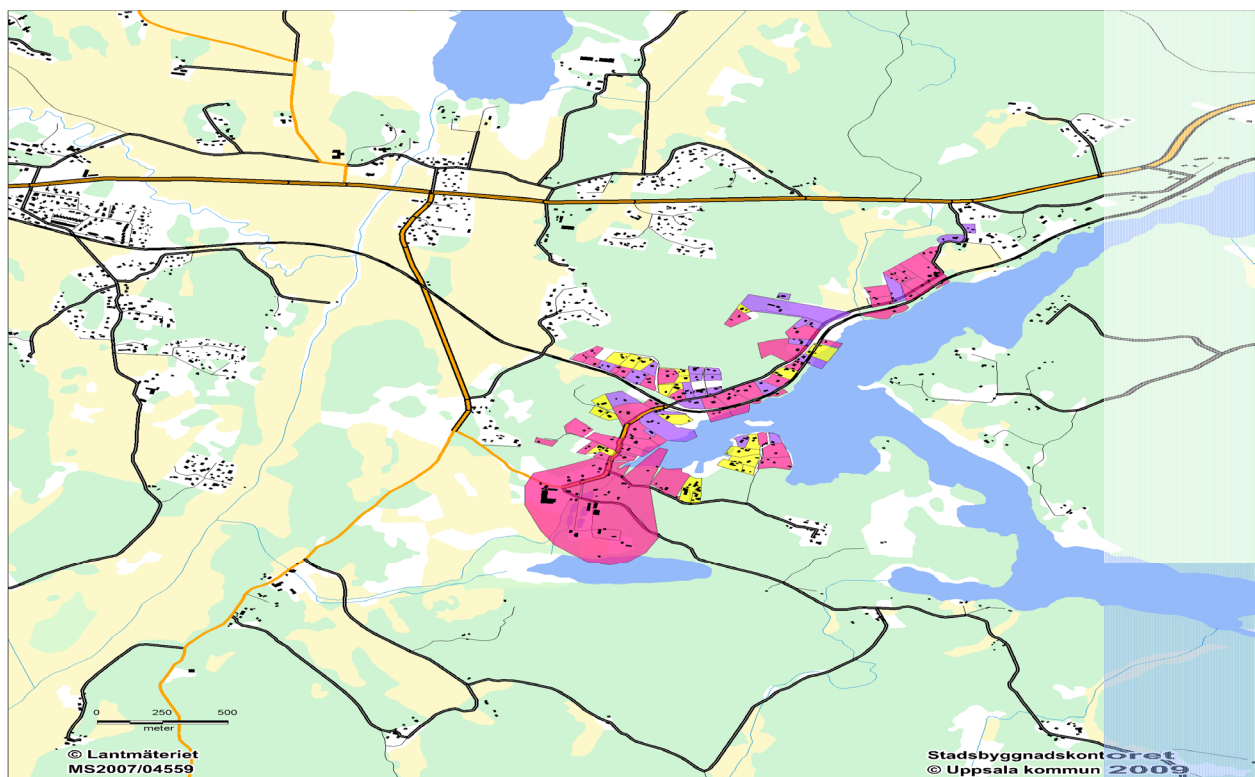 0 250 500
meter
© Lantmäteriet
MS2007/04559
Stadsbyggnadskontoret
© Uppsala kommun 2009